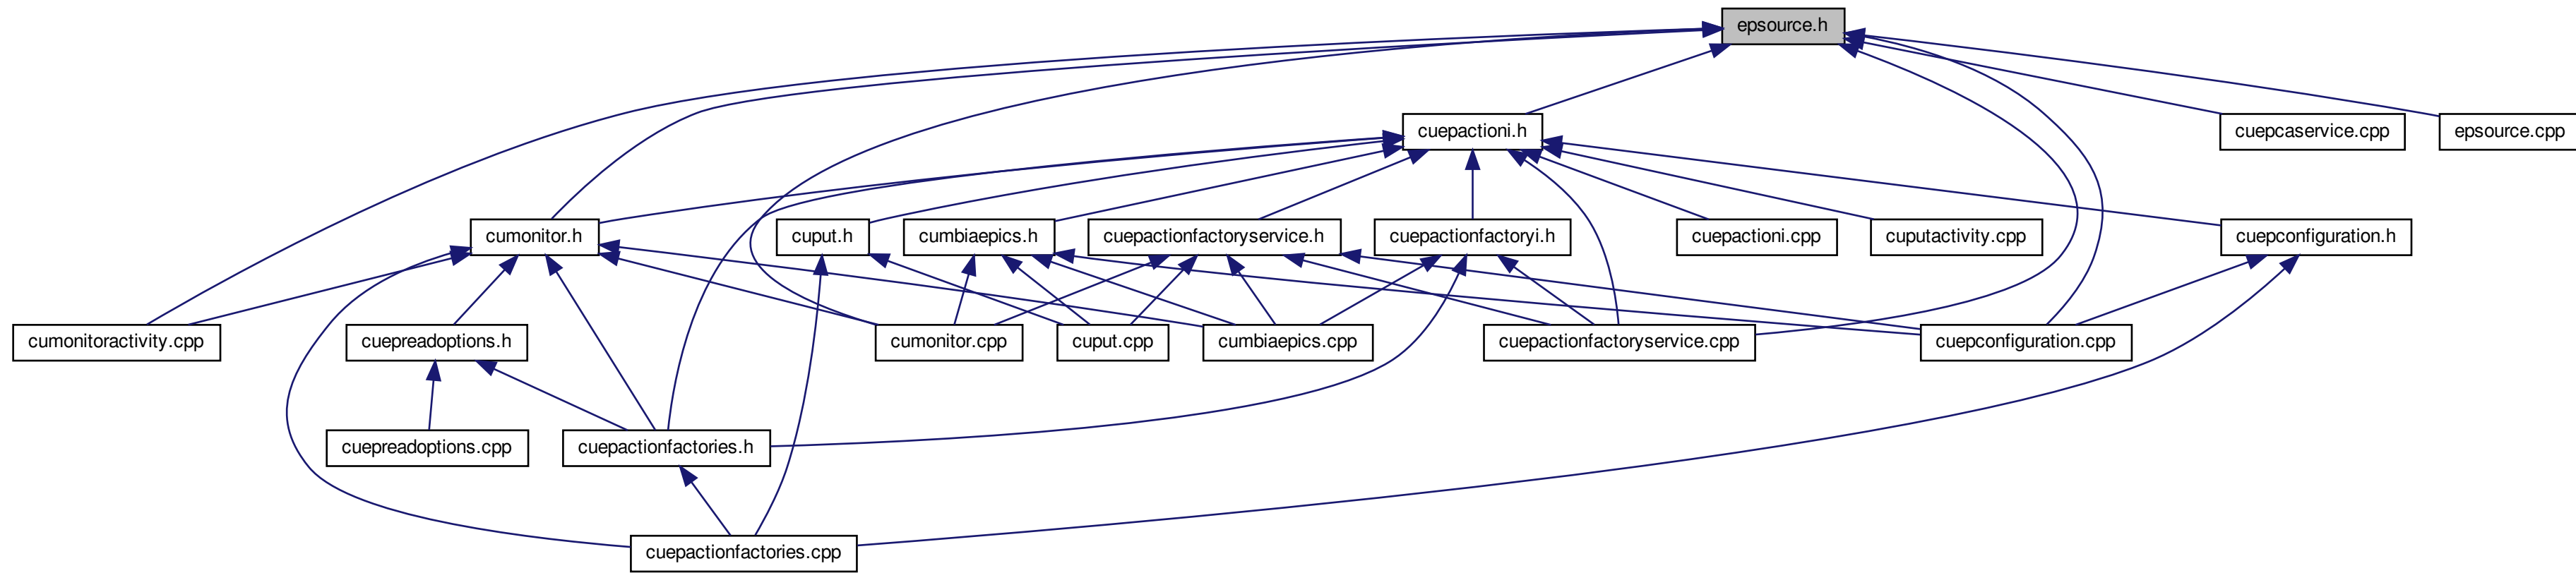 epsource.h
cuepactioni.h
cuepcaservice.cpp
epsource.cpp
cumonitor.h
cuput.h
cumbiaepics.h
cuepactionfactoryservice.h
cuepactionfactoryi.h
cuepactioni.cpp
cuputactivity.cpp
cuepconfiguration.h
cumonitoractivity.cpp
cuepreadoptions.h
cumonitor.cpp
cuput.cpp
cumbiaepics.cpp
cuepactionfactoryservice.cpp
cuepconfiguration.cpp
cuepreadoptions.cpp
cuepactionfactories.h
cuepactionfactories.cpp